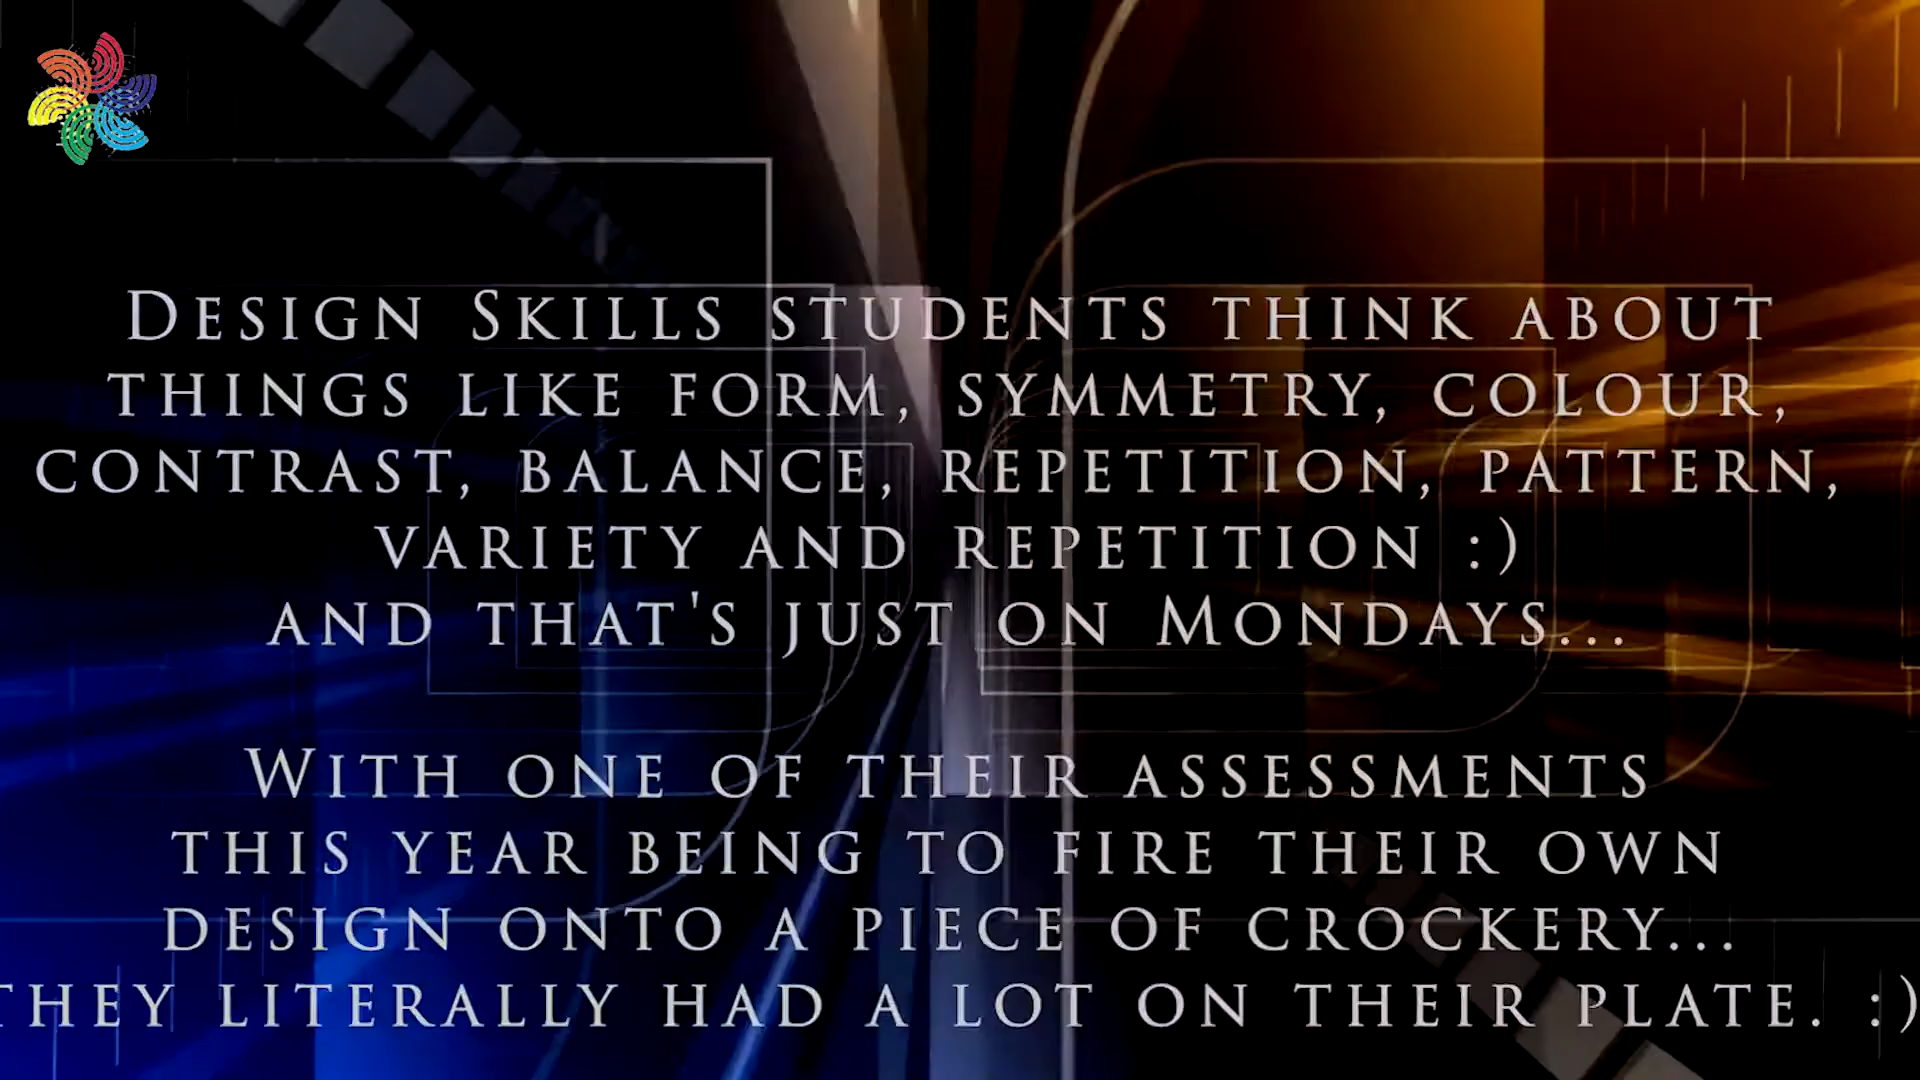 Design Skills students think about
things like form, symmetry, colour,
contrast, balance, repetition, pattern,
variety and repetition :)
and that's just on Mondays...
With one of their assessments
this year being to fire their own
design onto a piece of crockery...
they literally had a lot on their plate. :)